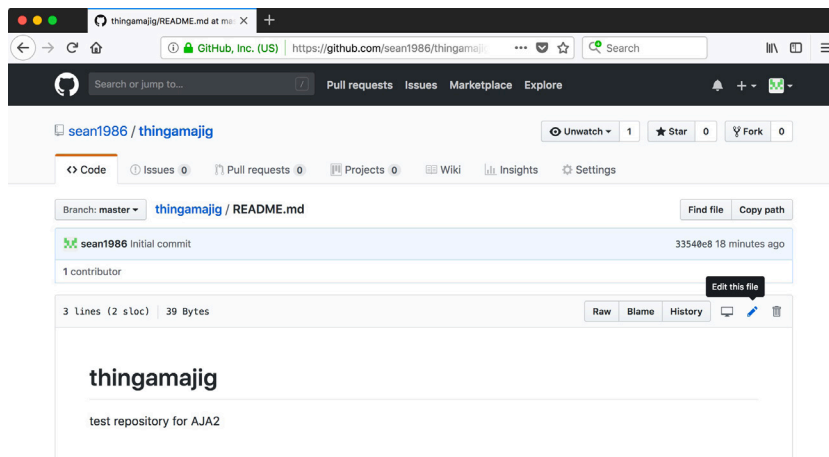 thingamajig/README.md at mas
GitHub, Inc. (US) https://github.com/sean1986/thingamaji Search
Search or jump to... / Pull requests Issues Marketplace Explore
sean1986 / thingamajig Unwatch 1 Star 0 Fork 0
Code Issues 0 Pull requests 0 Projects 0 Wiki Insights Settings
Branch: master thingamajig / README.md Find file Copy path
sean1986 Initial commit 33540e8 18 minutes ago
1 contributor
Edit this file
3 lines (2 sloc) 39 Bytes Raw Blame History
thingamajig
test repository for AJA2